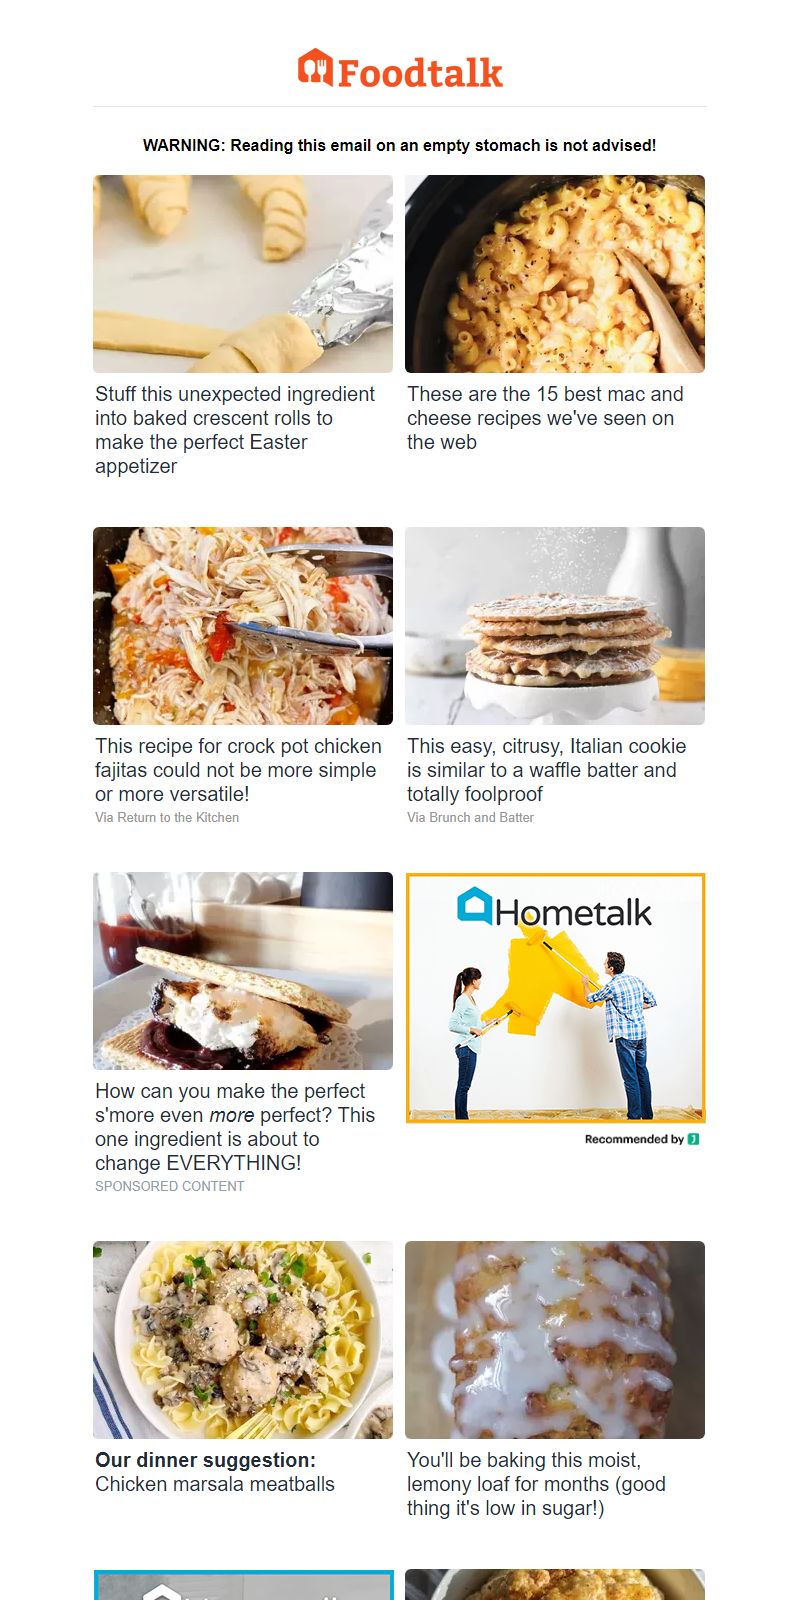 Foodtalk
WARNING: Reading this email on an empty stomach is not advised!
Stuff this unexpected ingredient
into baked crescent rolls to
make the perfect Easter
appetizer
These are the 15 best mac and
cheese recipes we've seen on
the web
This recipe for crock pot chicken
fajitas could not be more simple
or more versatile!
Via Return to the Kitchen
This easy, citrusy, Italian cookie
is similar to a waffle batter and
totally foolproof
Via Brunch and Batter
How can you make the perfect
s'more even more perfect? This
one ingredient is about to
change EVERYTHING!
SPONSORED CONTENT
Hometalk
Recommended by
Our dinner suggestion:
Chicken marsala meatballs
You'll be baking this moist,
lemony loaf for months (good
thing it's low in sugar!)